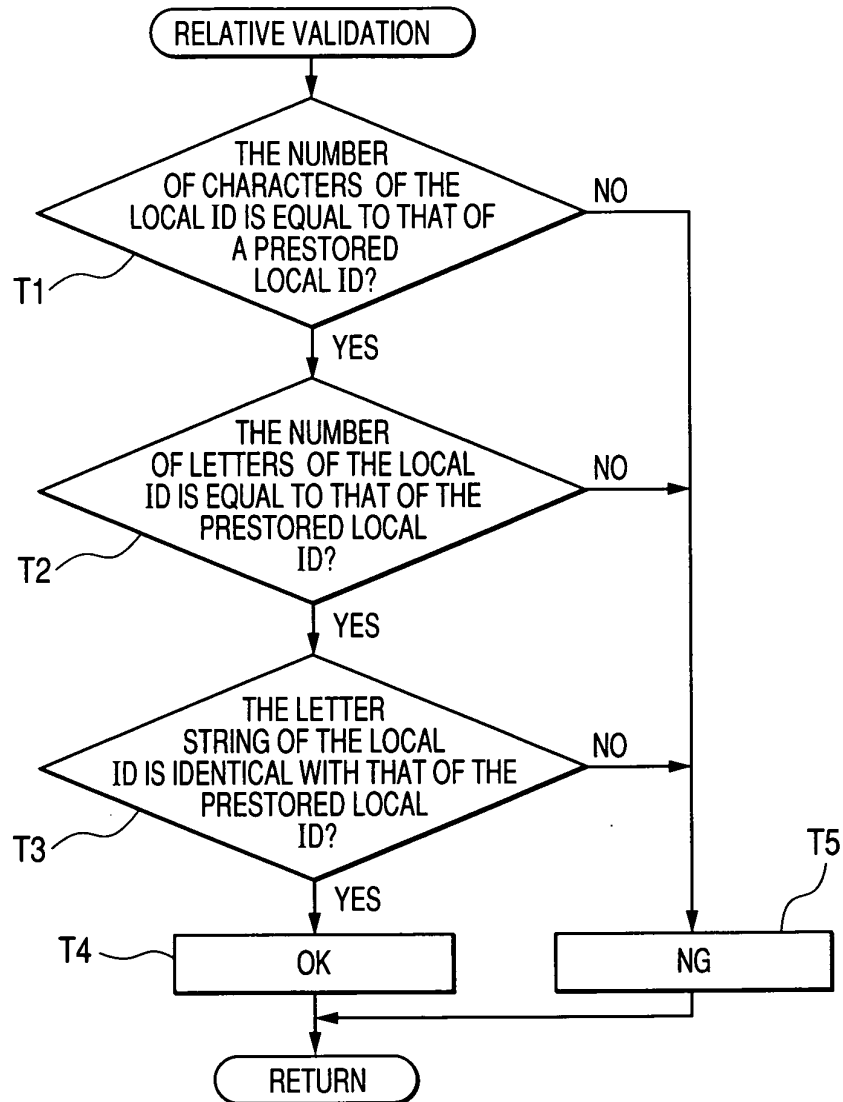 RELATIVE VALIDATION
THE NUMBER
OF CHARACTERS OF THE
LOCAL ID IS EQUAL TO THAT OF
A PRESTORED
LOCAL ID?
NO
T1
YES
THE NUMBER
OF LETTERS OF THE LOCAL
ID IS EQUAL TO THAT OF THE
PRESTORED LOCAL
ID?
NO
T2
YES
THE LETTER
STRING OF THE LOCAL
ID IS IDENTICAL WITH THAT OF THE
PRESTORED LOCAL
ID?
NO
T3
YES
T5
T4
OK
NG
RETURN